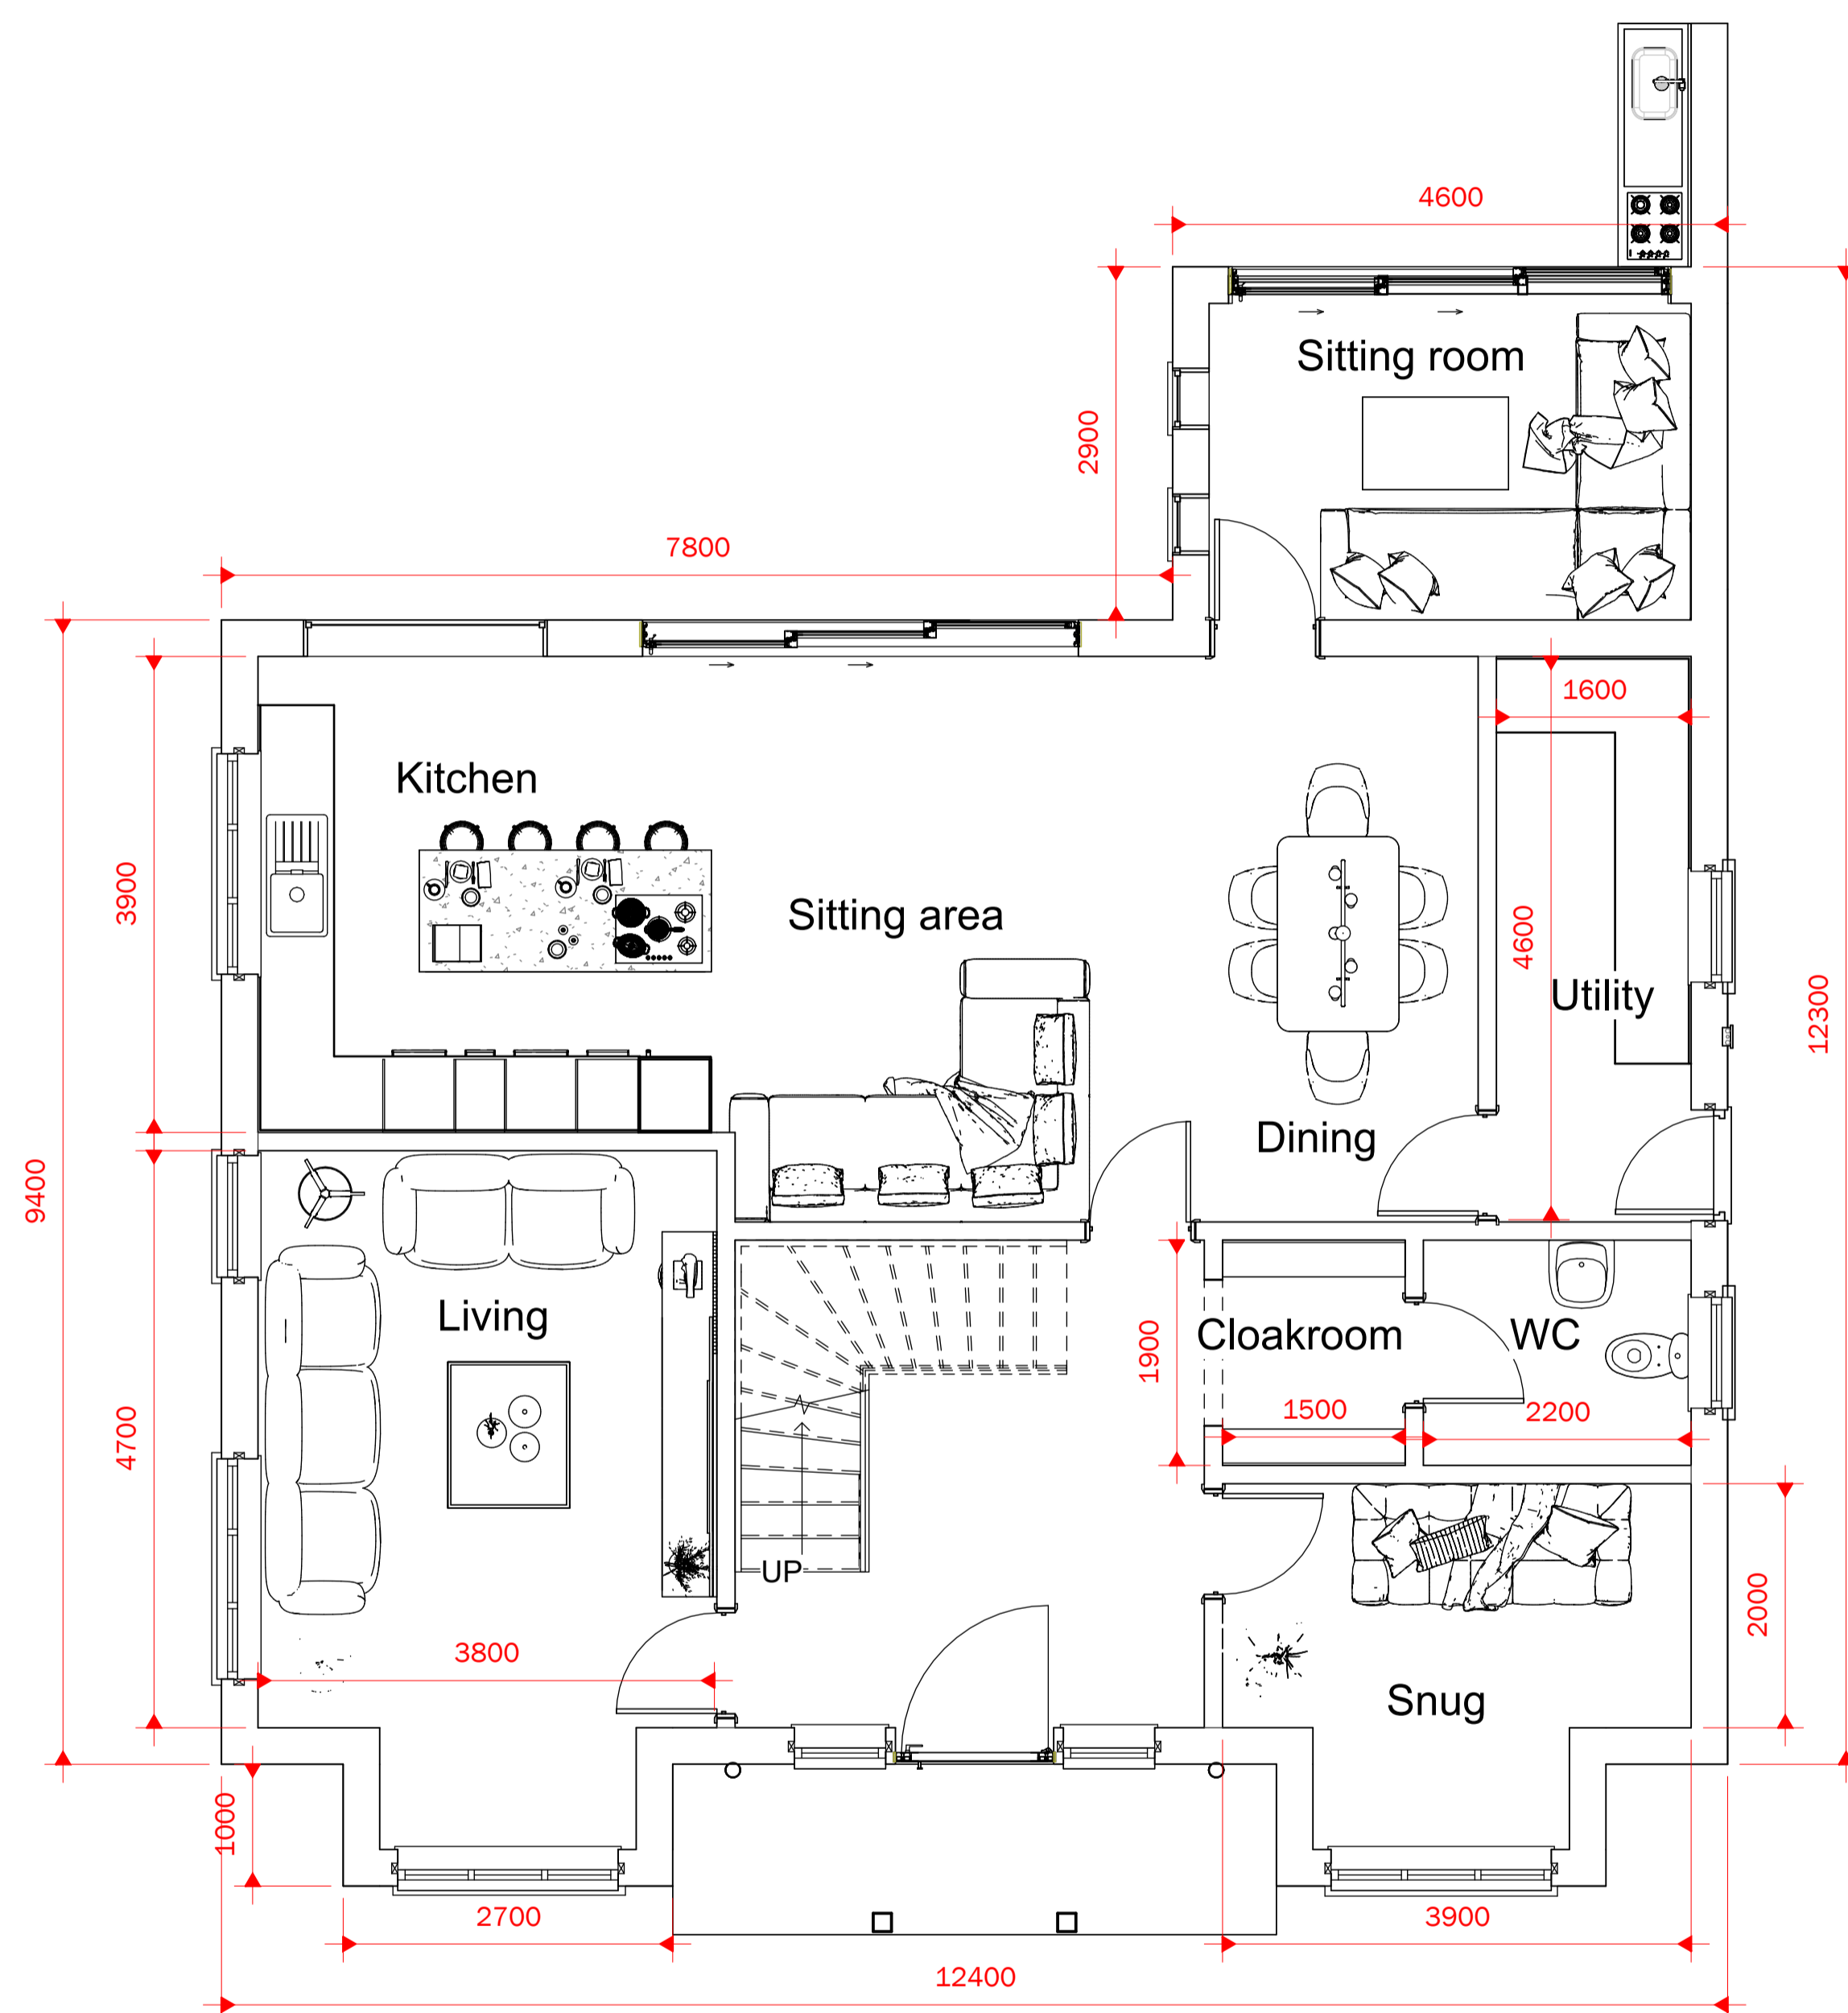 4600
Sitting room
2900
7800
1600
Kitchen
3900
Sitting area
4600
Utility
12300
Dining
9400
4700
Living
1900
Cloakroom
WC
1500
2200
UP
2000
3800
Snug
1000
2700
3900
12400